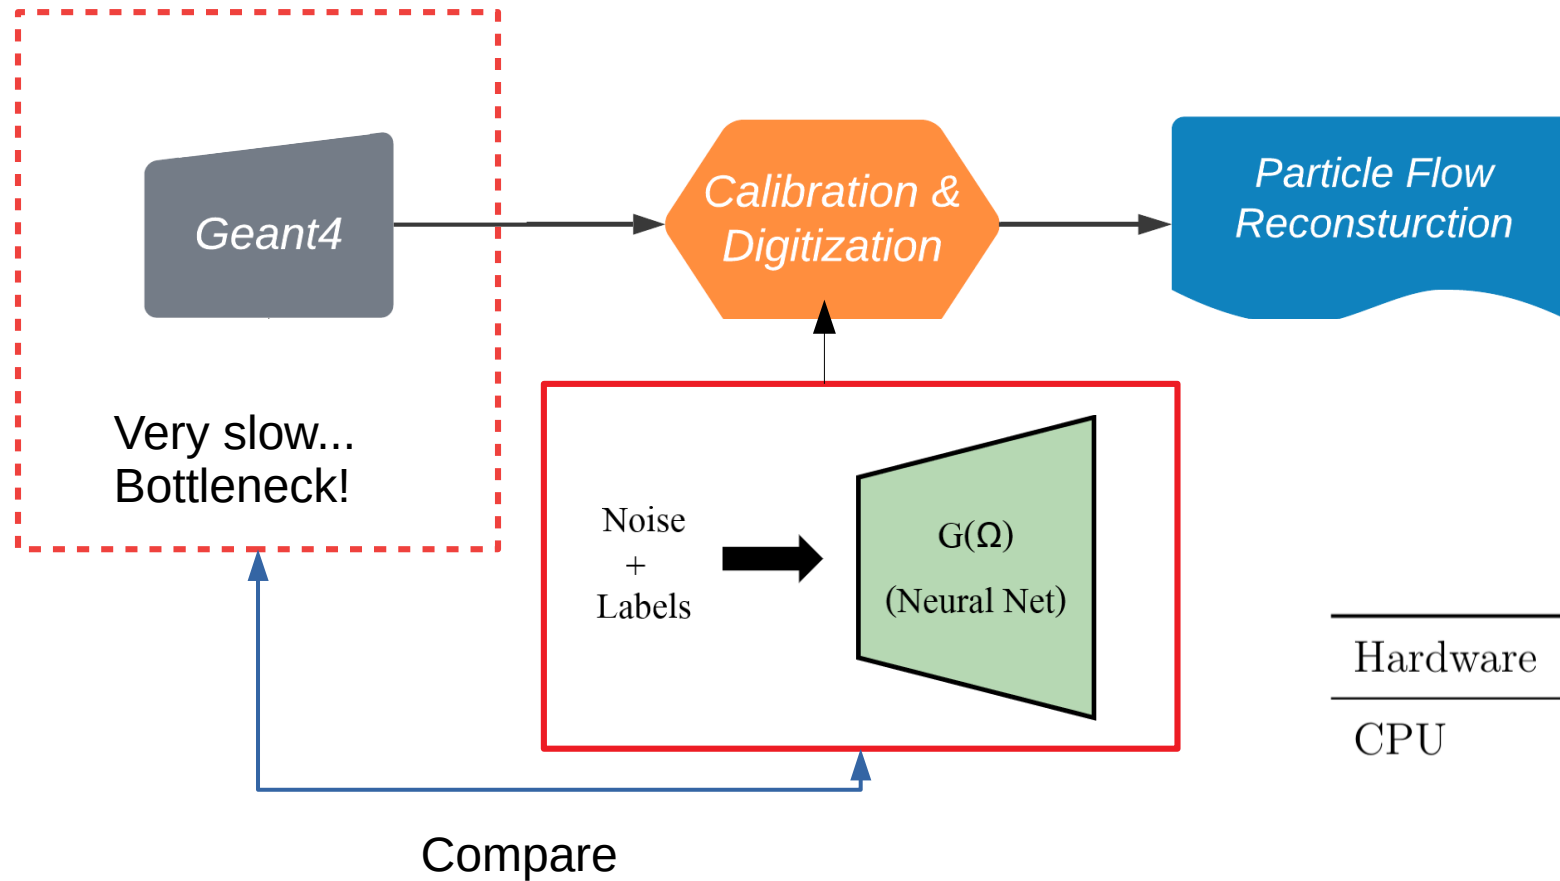 Geant4
Calibration &
Digitization
Particle Flow
Reconsturction
Very slow...
Bottleneck!
Noise
+
Labels
G(Ω)
(Neural Net)
Hardware
CPU
Compare